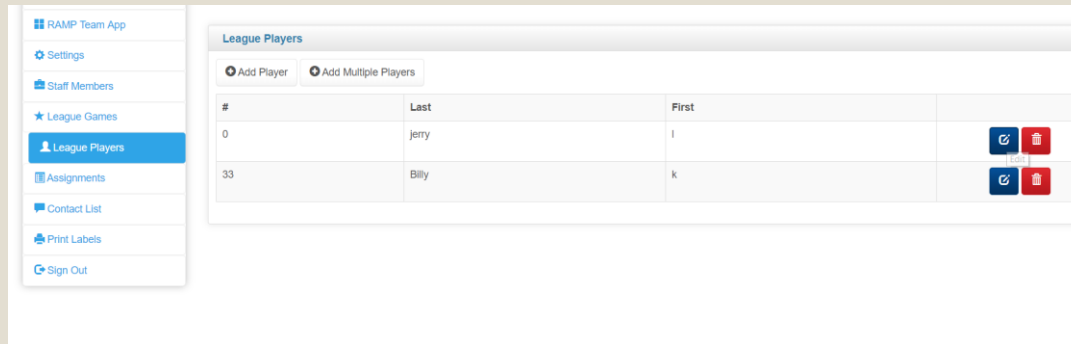 RAMP Team App
Settings
Staff Members
League Games
League Players
Assignments
Contact List
Print Labels
Sign Out
League Players
Add Player Add Multiple Players
# Last First
0 jerry l
33 Billy k
Edit